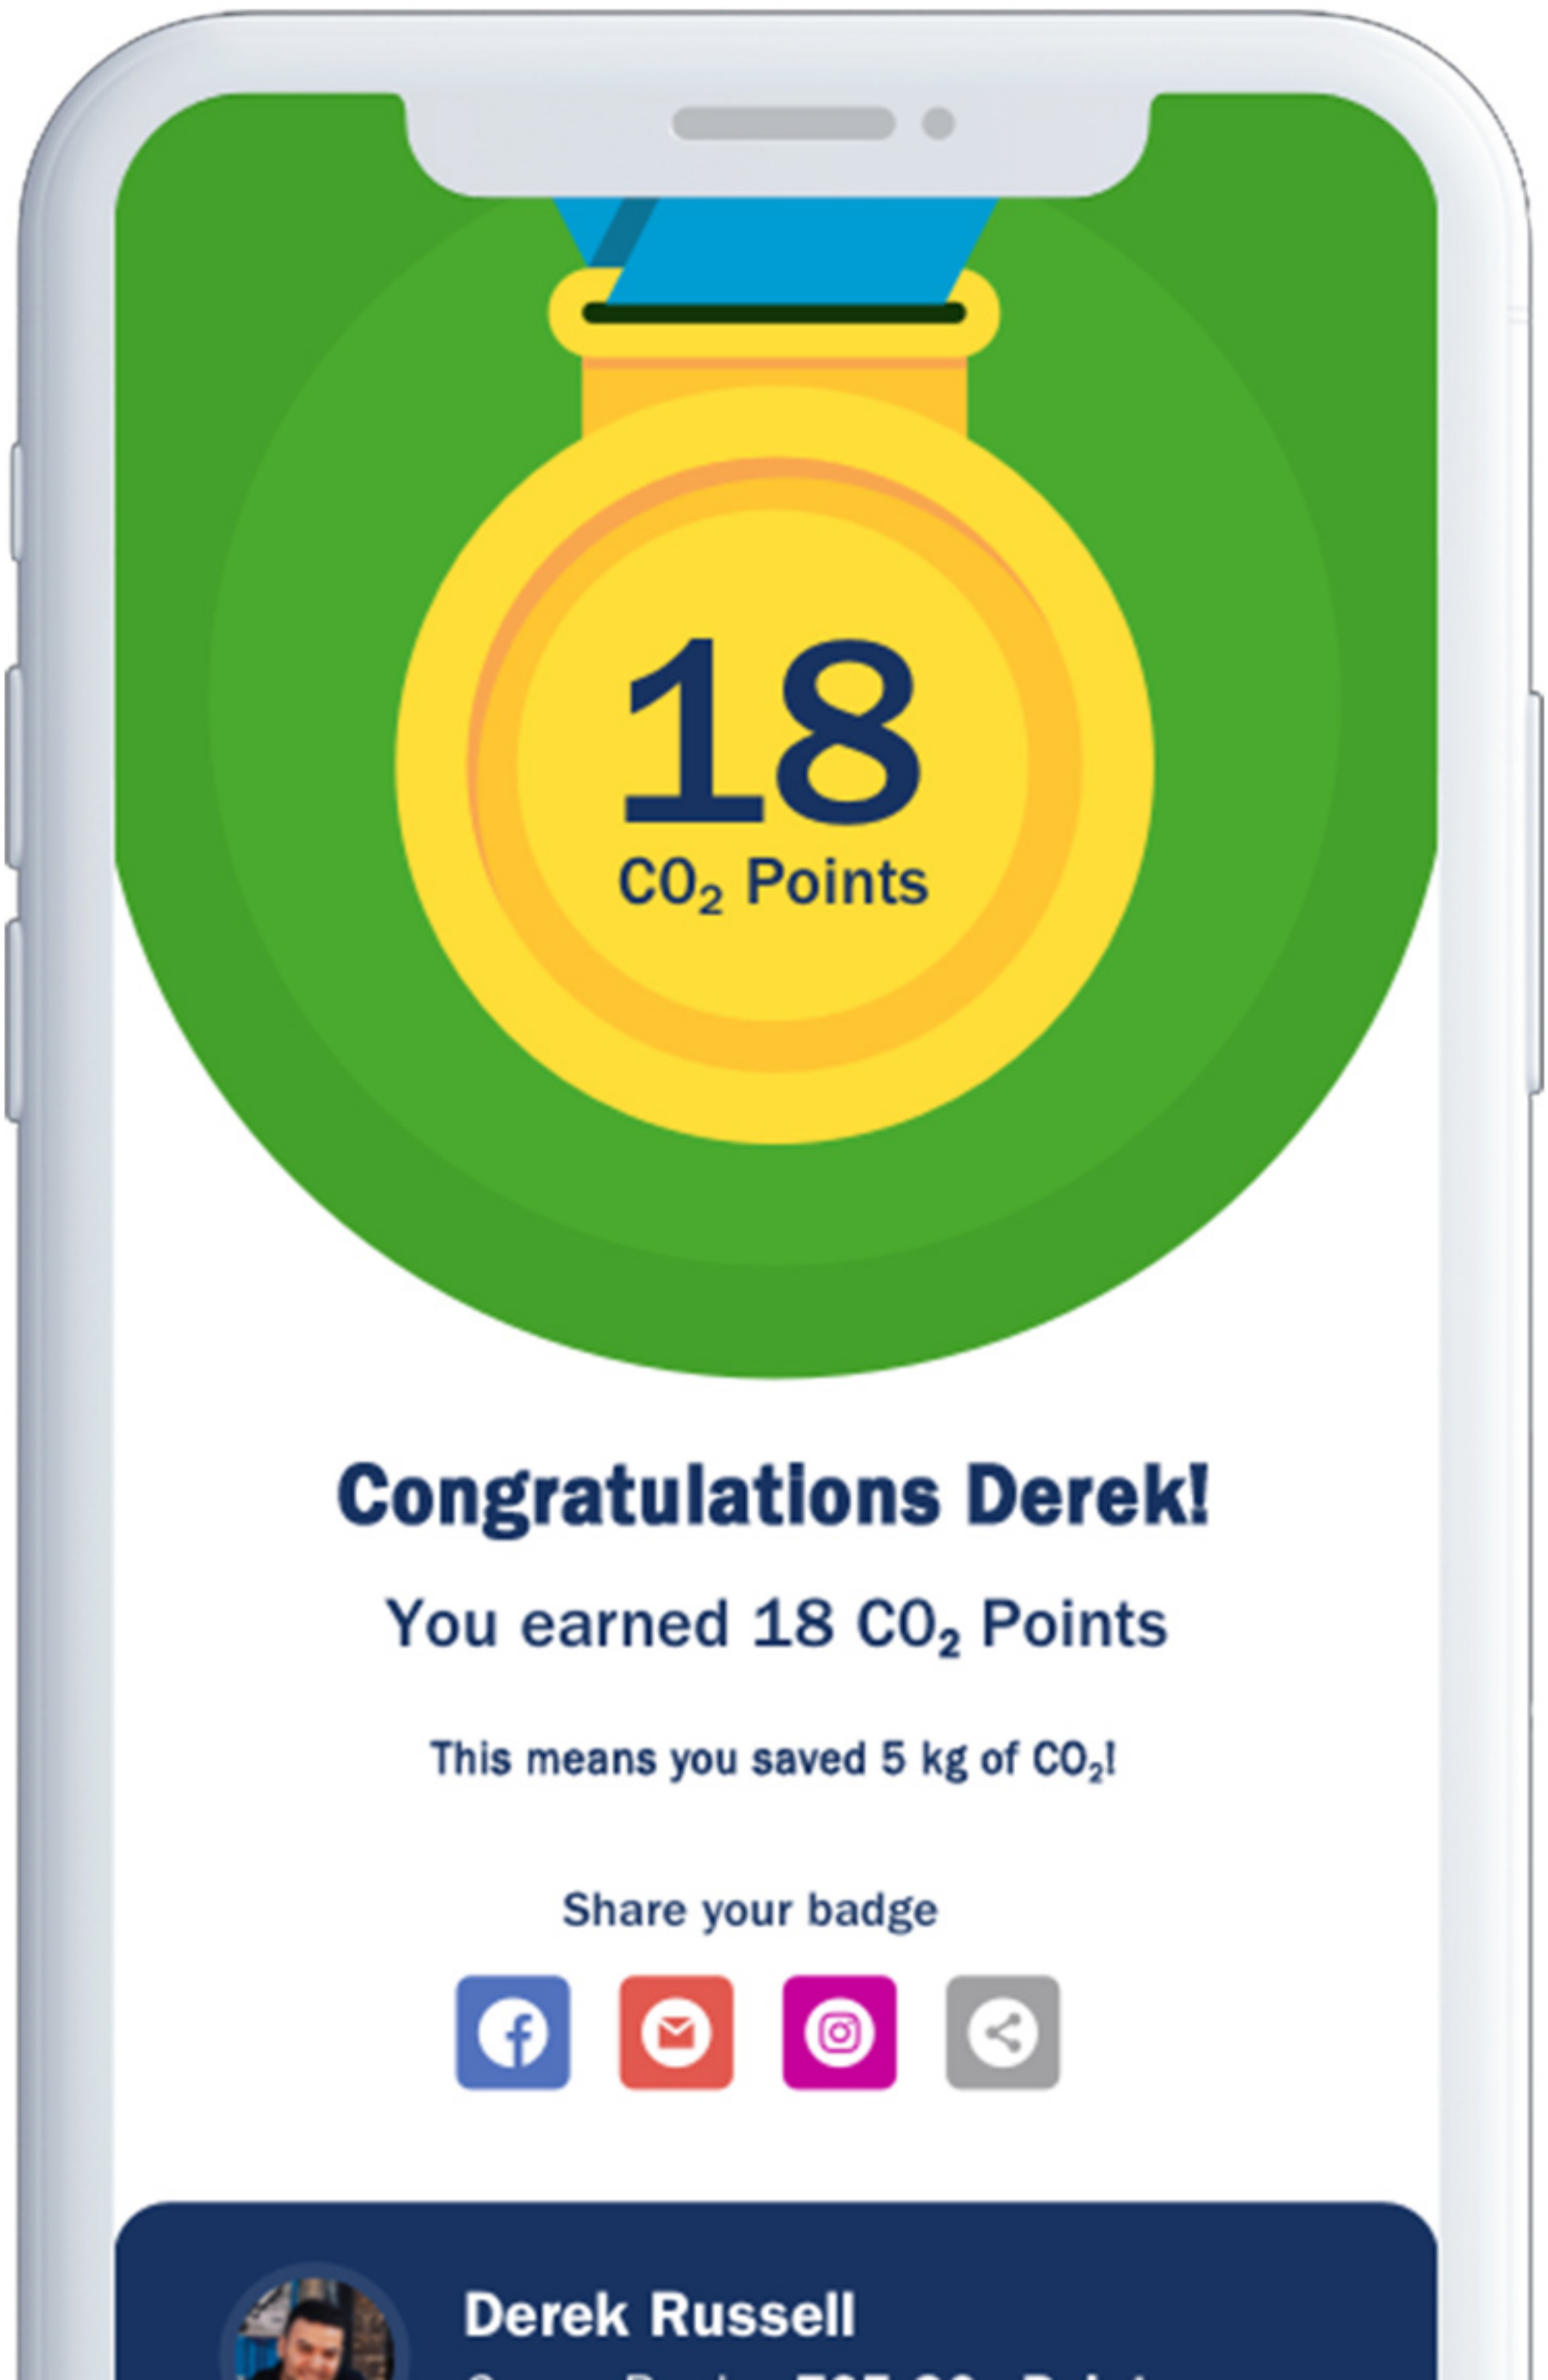 18
CO₂ Points
Congratulations Derek!
You earned 18 CO₂ Points
This means you saved 5 kg of CO₂!
Share your badge
Derek Russell